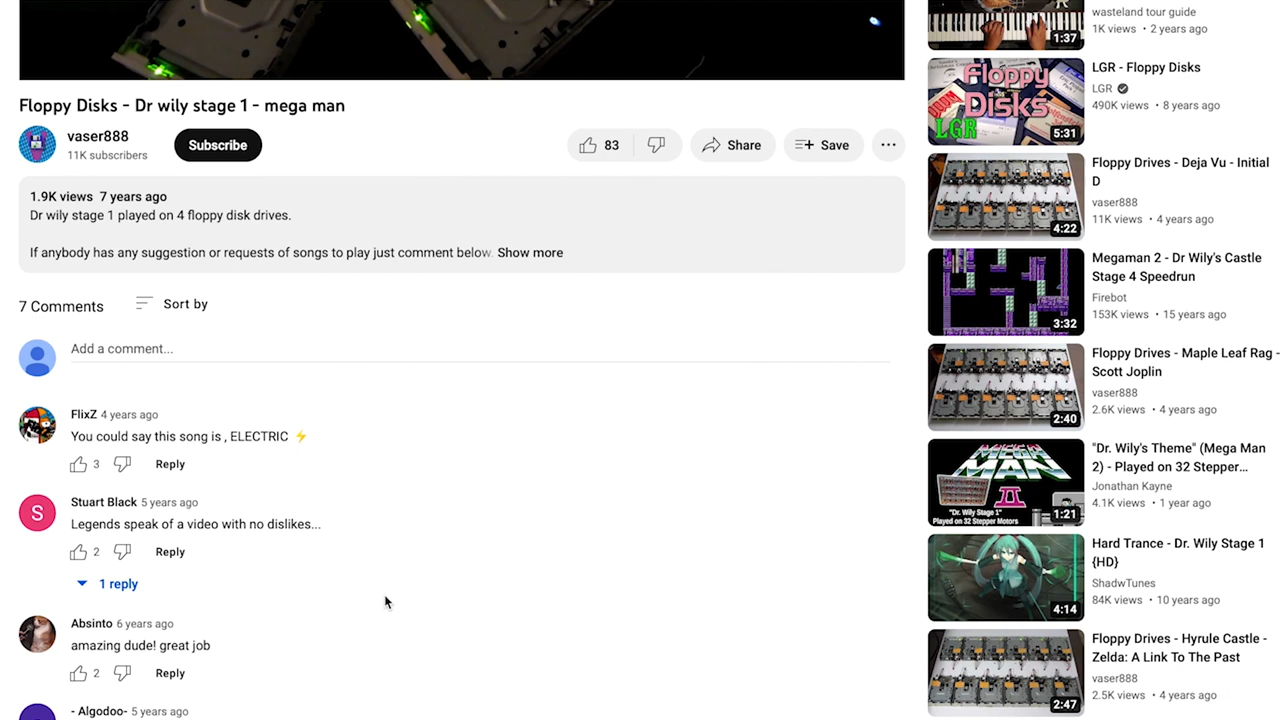 Floppy Disks - Dr wily stage 1 - mega man
vaser888
11K subscribers
Subscribe
83
Share
Save
1.9K views 7 years ago
Dr wily stage 1 played on 4 floppy disk drives.
If anybody has any suggestion or requests of songs to play just comment below. Show more
7 Comments
Sort by
Add a comment...
FlixZ 4 years ago
You could say this song is , ELECTRIC ⚡
3
Reply
Stuart Black 5 years ago
S
Legends speak of a video with no dislikes...
2
Reply
1 reply
Absinto 6 years ago
amazing dude! great job
2
Reply
- Algodoo- 5 years ago
wasteland tour guide
1K views • 2 years ago
1:37
Floppy
Disks
LGR
5:31
LGR - Floppy Disks
LGR
490K views • 8 years ago
4:22
Floppy Drives - Deja Vu - Initial
D
vaser888
11K views • 4 years ago
3:32
Megaman 2 - Dr Wily's Castle
Stage 4 Speedrun
Firebot
153K views • 15 years ago
2:40
Floppy Drives - Maple Leaf Rag -
Scott Joplin
vaser888
2.6K views • 4 years ago
MEGA
MAN
II
"Dr. Wily Stage 1"
Played on 32 Stepper Motors
1:21
"Dr. Wily's Theme" (Mega Man
2) - Played on 32 Stepper...
Jonathan Kayne
4.1K views • 1 year ago
4:14
Hard Trance - Dr. Wily Stage 1
{HD}
ShadwTunes
84K views • 10 years ago
2:47
Floppy Drives - Hyrule Castle -
Zelda: A Link To The Past
vaser888
2.5K views • 4 years ago